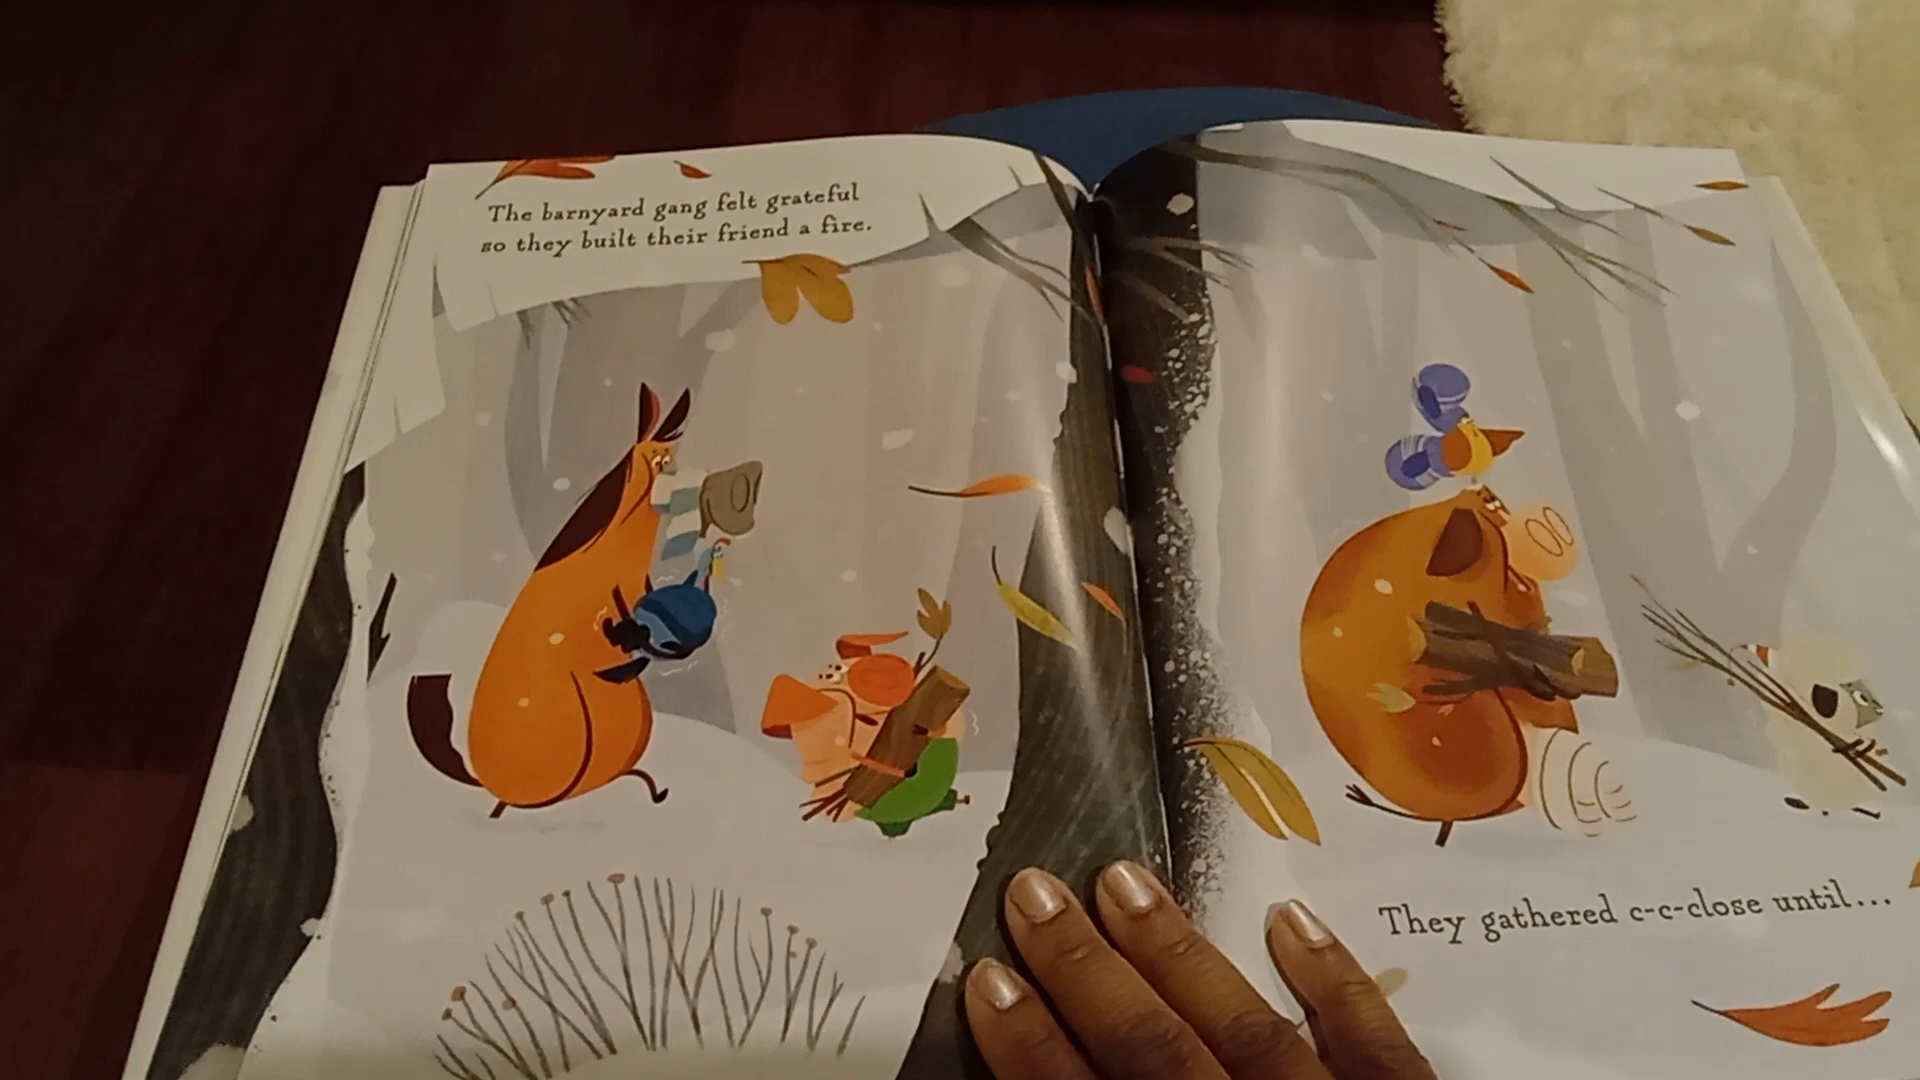 The barnyard gang felt grateful
so they built their friend a fire.
They gathered c-c-close until...